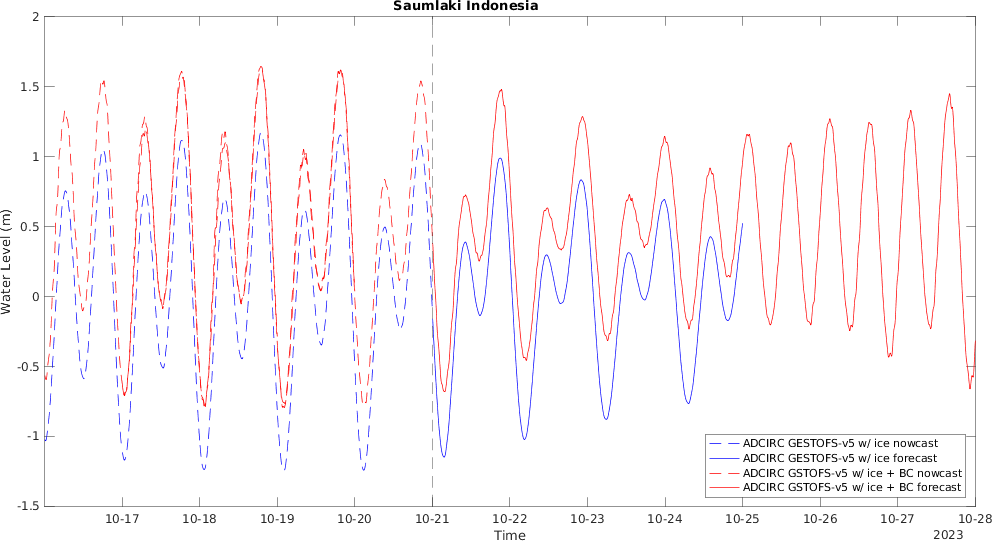 Saumlaki Indonesia
2
1.5
1
0.5
0
-0.5
-1
-1.5
Water Level (m)
10-17 10-18 10-19 10-20 10-21 10-22 10-23 10-24 10-25 10-26 10-27 10-28
Time
2023
ADCIRC GESTOFS-v5 w/ ice nowcast
ADCIRC GESTOFS-v5 w/ ice forecast
ADCIRC GSTOFS-v5 w/ ice + BC nowcast
ADCIRC GSTOFS-v5 w/ ice + BC forecast